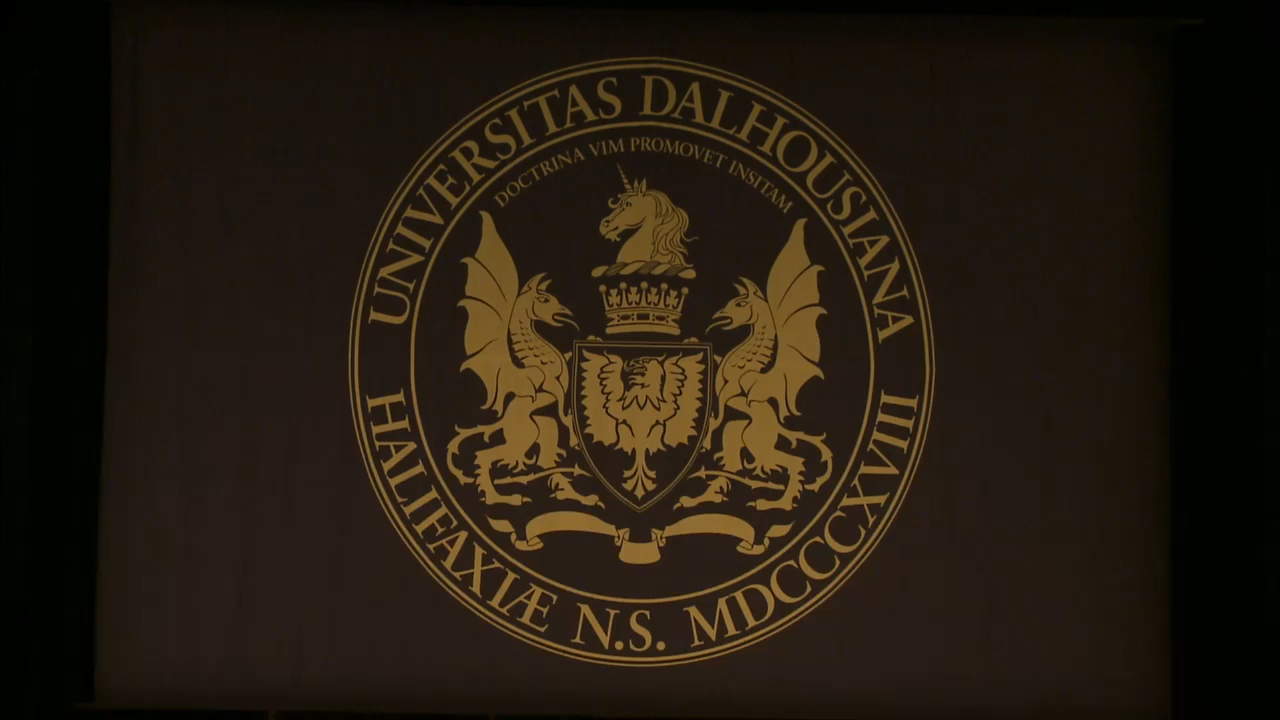 UNIVERSITAS DALHOUSIANA
DOCTRINA VIM PROMOVET INSITAM
HALIFAXIÆ N.S. MDCCCXVIII